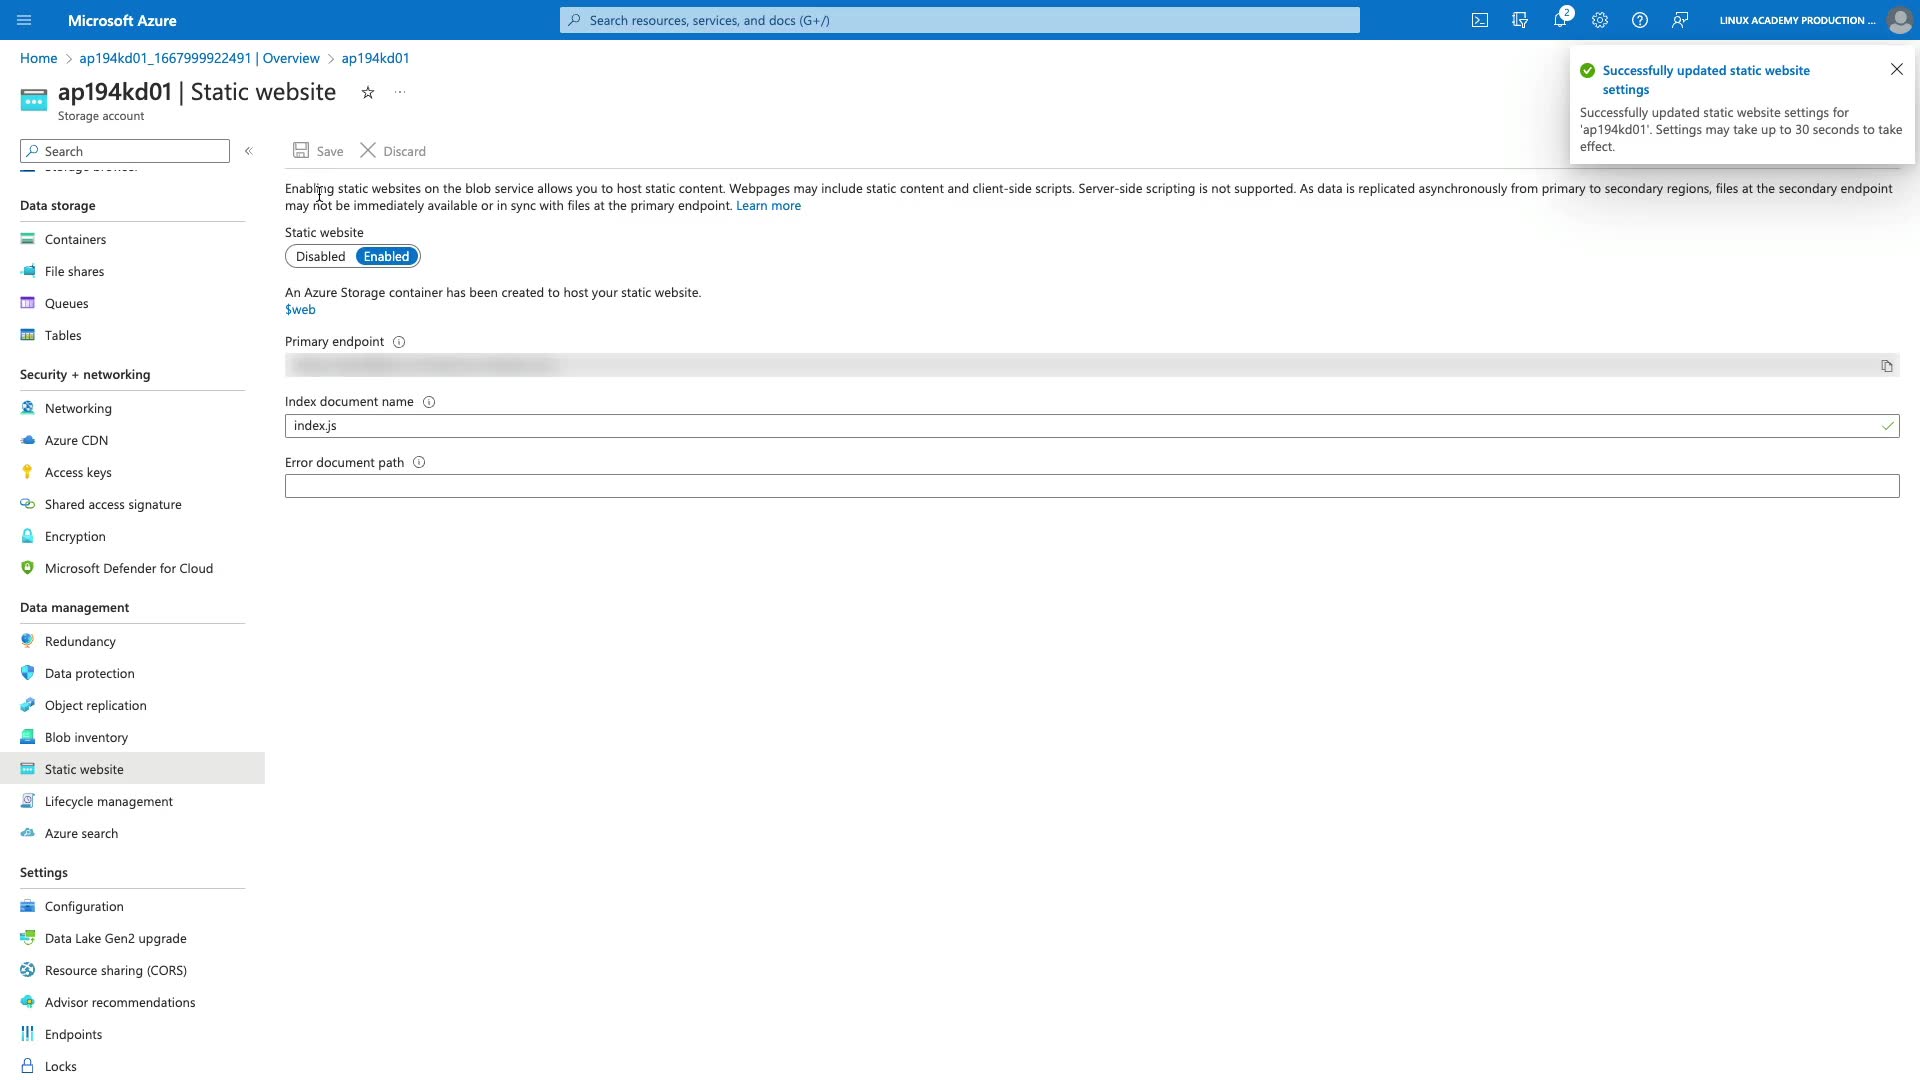 Microsoft Azure
Search resources, services, and docs (G+/)
2
LINUX ACADEMY PRODUCTION ...
Home > ap194kd01_1667999922491 | Overview > ap194kd01
ap194kd01 | Static website
Storage account
Successfully updated static website
settings
Successfully updated static website settings for
'ap194kd01'. Settings may take up to 30 seconds to take
effect.
Search
Save
Discard
Storage browser
Enabling static websites on the blob service allows you to host static content. Webpages may include static content and client-side scripts. Server-side scripting is not supported. As data is replicated asynchronously from primary to secondary regions, files at the secondary endpoint
may not be immediately available or in sync with files at the primary endpoint. Learn more
Static website
Disabled Enabled
An Azure Storage container has been created to host your static website.
$web
Primary endpoint
Index document name
index.js
Error document path
Data storage
Containers
File shares
Queues
Tables
Security + networking
Networking
Azure CDN
Access keys
Shared access signature
Encryption
Microsoft Defender for Cloud
Data management
Redundancy
Data protection
Object replication
Blob inventory
Static website
Lifecycle management
Azure search
Settings
Configuration
Data Lake Gen2 upgrade
Resource sharing (CORS)
Advisor recommendations
Endpoints
Locks